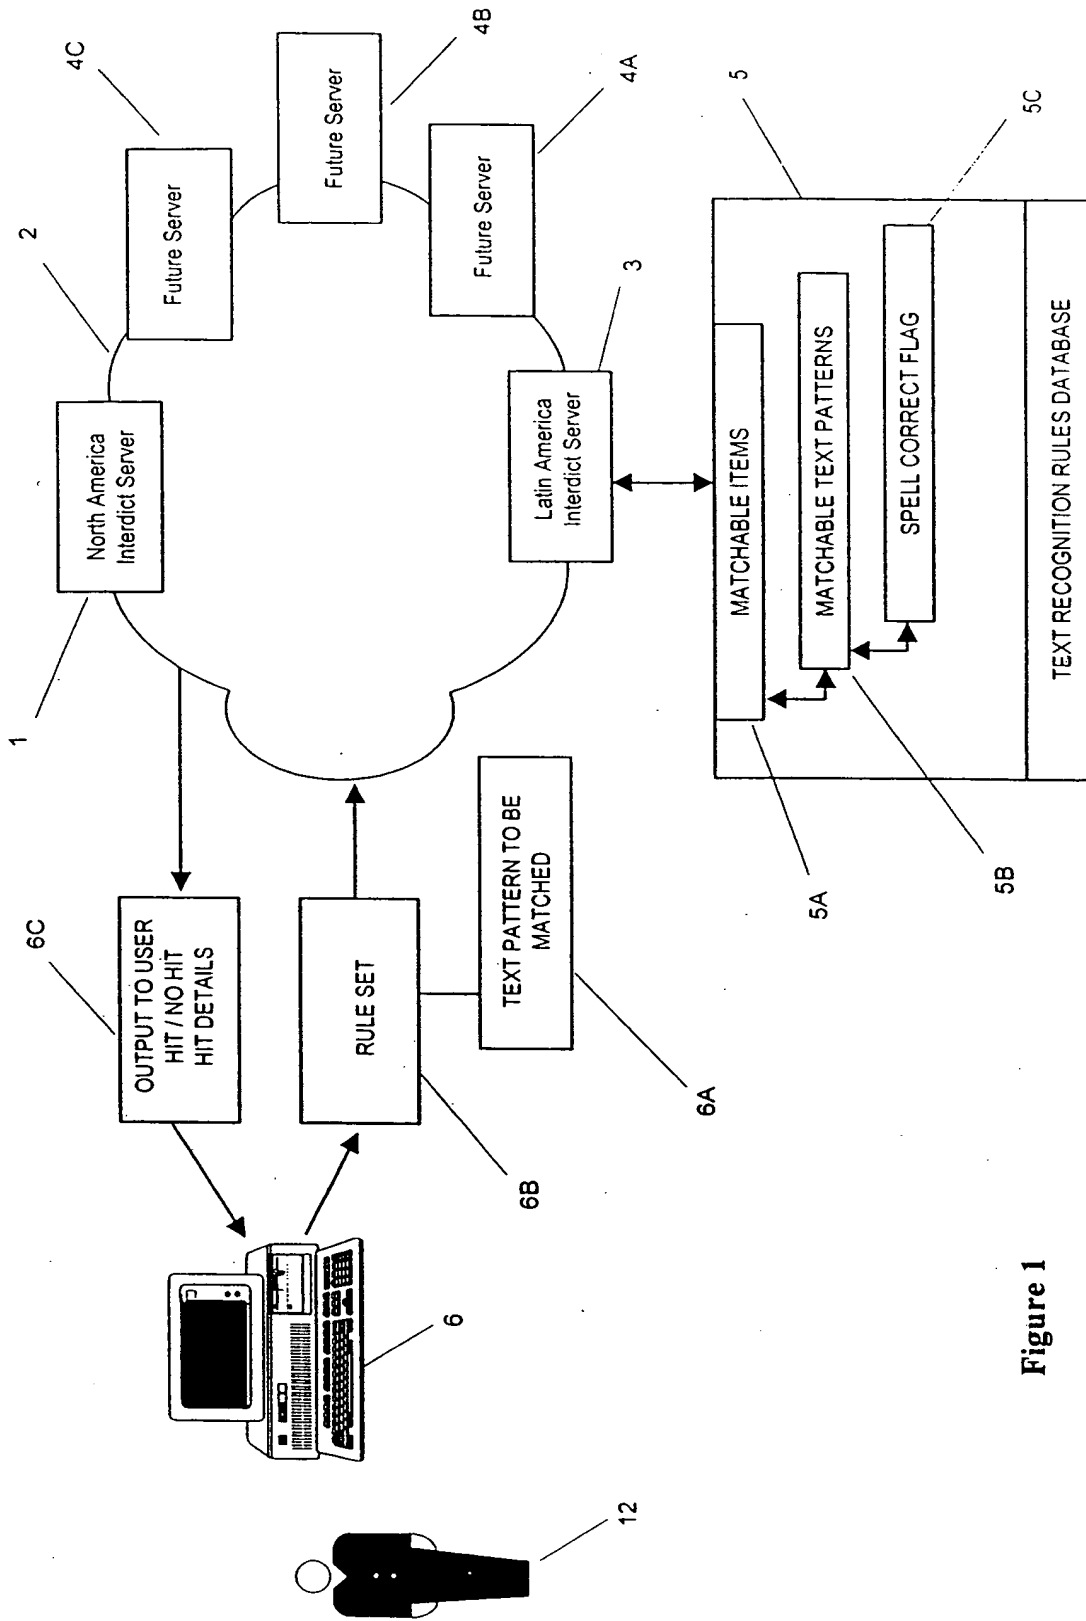 4C
4B
4A
2
1
3
Future Server
Future Server
Future Server
North America
Interdict Server
Latin America
Interdict Server
6C
OUTPUT TO USER
HIT / NO HIT
HIT DETAILS
RULE SET
6B
TEXT PATTERN TO BE
MATCHED
6A
6
12
5
5C
MATCHABLE ITEMS
MATCHABLE TEXT PATTERNS
SPELL CORRECT FLAG
5A
5B
TEXT RECOGNITION RULES DATABASE
Figure 1